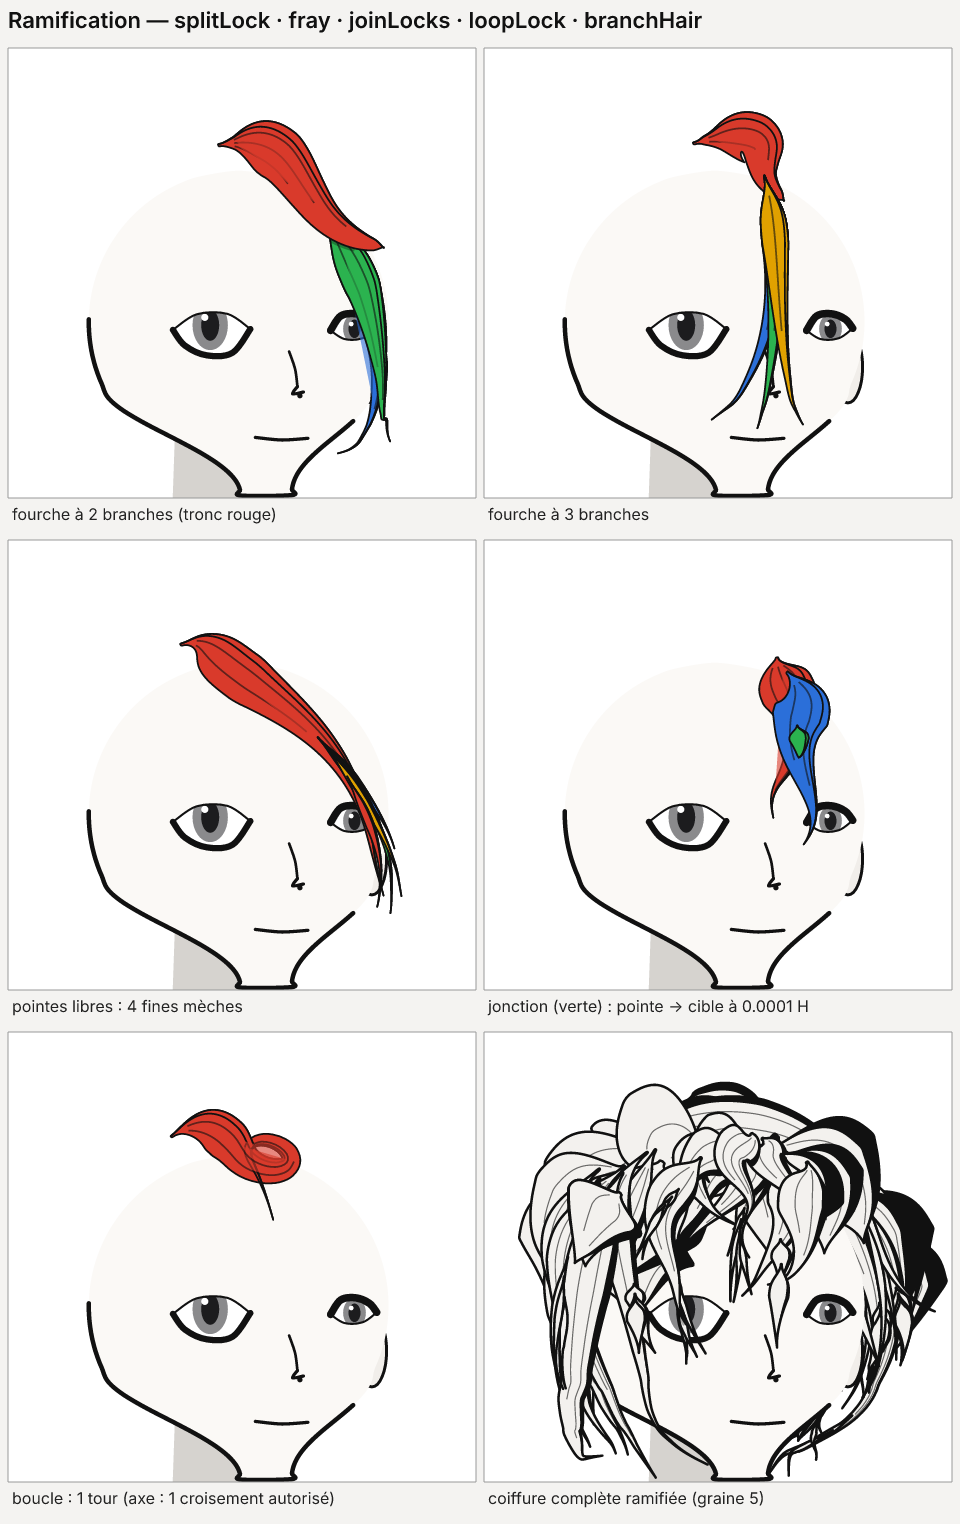 Ramification — splitLock · fray · joinLocks · loopLock · branchHair
fourche à 2 branches (tronc rouge)
fourche à 3 branches
pointes libres : 4 fines mèches
jonction (verte) : pointe → cible à 0.0001 H
boucle : 1 tour (axe : 1 croisement autorisé)
coiffure complète ramifiée (graine 5)